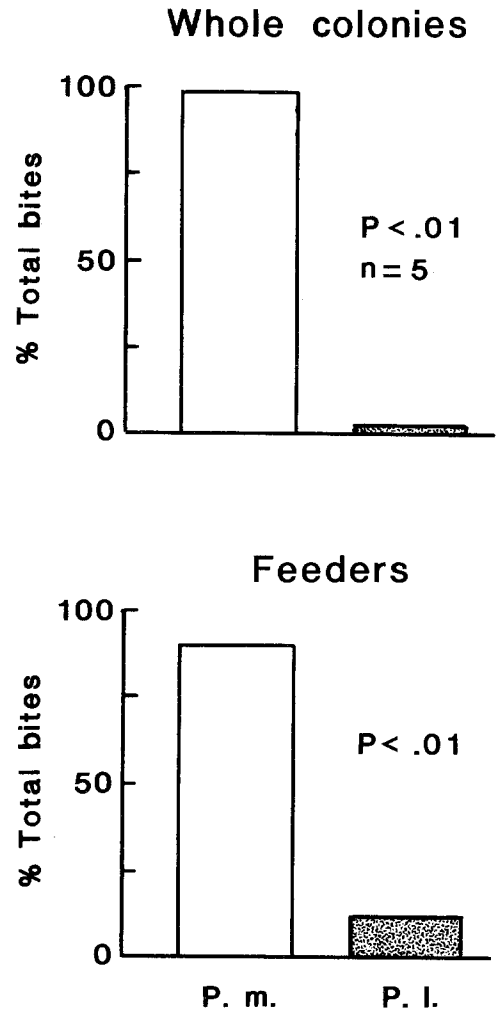 Whole colonies
100
50
0
% Total bites
P < .01
n = 5
Feeders
100
50
0
% Total bites
P < .01
P. m. P. l.